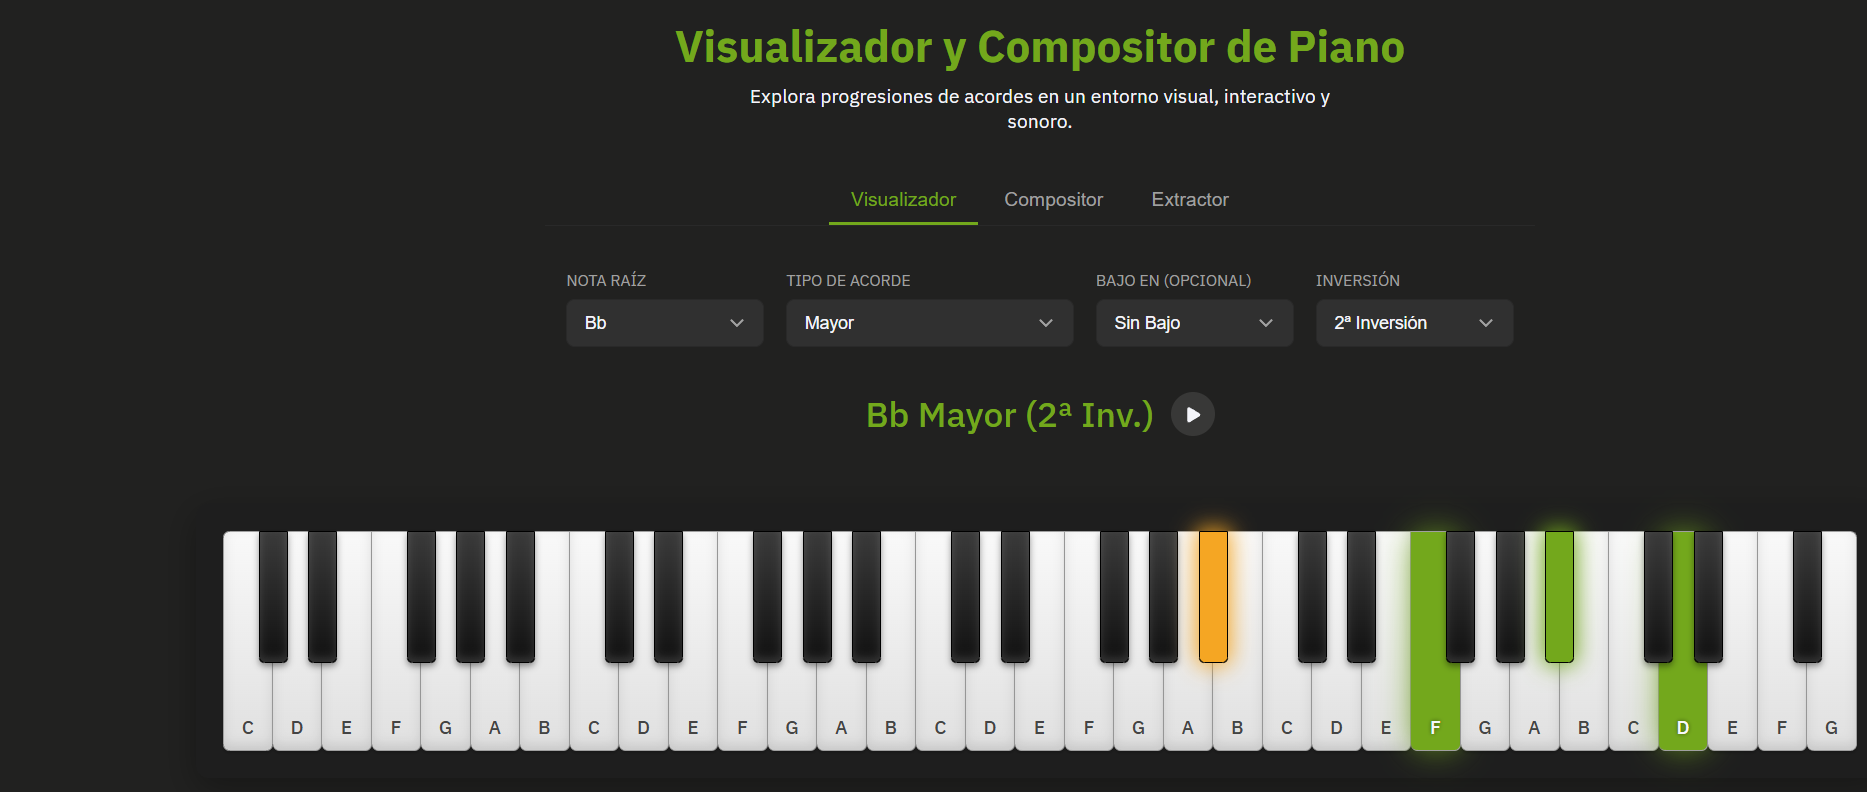 Visualizador y Compositor de Piano
Explora progresiones de acordes en un entorno visual, interactivo y
sonoro.
Visualizador Compositor Extractor
NOTA RAÍZ TIPO DE ACORDE BAJO EN (OPCIONAL) INVERSIÓN
Bb Mayor Sin Bajo 2ª Inversión
Bb Mayor (2ª Inv.)
C D E F G A B C D E F G A B C D E F G A B C D E F G A B C D E F G